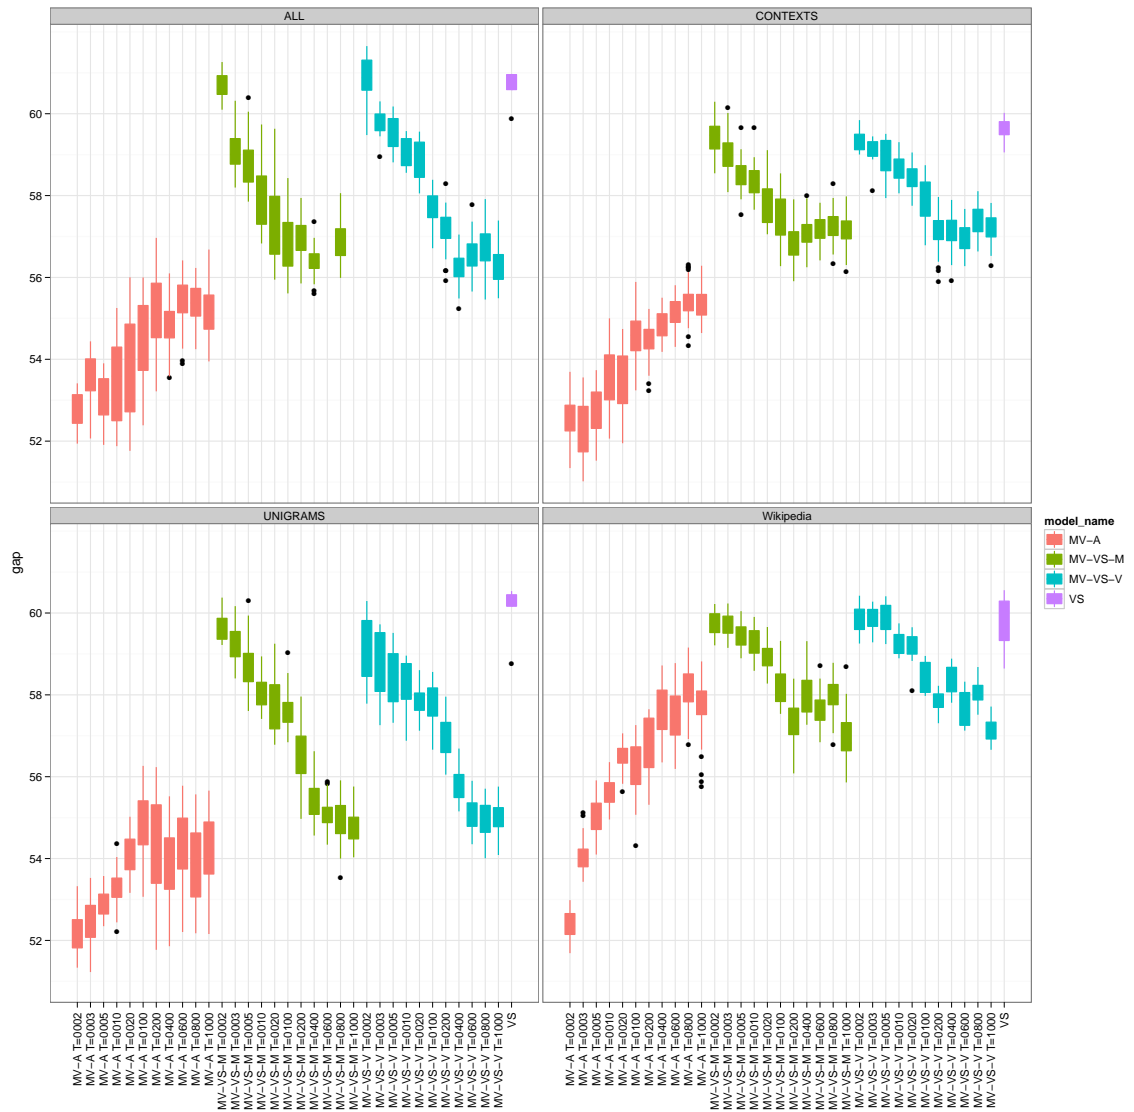 ALL
CONTEXTS
60
58
56
54
52
UNIGRAMS
Wikipedia
60
58
56
54
52
gap
model_name
MV−A
MV−VS−M
MV−VS−V
VS
MV−A T=0002
MV−A T=0003
MV−A T=0005
MV−A T=0010
MV−A T=0020
MV−A T=0100
MV−A T=0200
MV−A T=0400
MV−A T=0600
MV−A T=0800
MV−A T=1000
MV−VS−M T=0002
MV−VS−M T=0003
MV−VS−M T=0005
MV−VS−M T=0010
MV−VS−M T=0020
MV−VS−M T=0100
MV−VS−M T=0200
MV−VS−M T=0400
MV−VS−M T=0600
MV−VS−M T=0800
MV−VS−M T=1000
MV−VS−V T=0002
MV−VS−V T=0003
MV−VS−V T=0005
MV−VS−V T=0010
MV−VS−V T=0020
MV−VS−V T=0100
MV−VS−V T=0200
MV−VS−V T=0400
MV−VS−V T=0600
MV−VS−V T=0800
MV−VS−V T=1000
VS
MV−A T=0002
MV−A T=0003
MV−A T=0005
MV−A T=0010
MV−A T=0020
MV−A T=0100
MV−A T=0200
MV−A T=0400
MV−A T=0600
MV−A T=0800
MV−A T=1000
MV−VS−M T=0002
MV−VS−M T=0003
MV−VS−M T=0005
MV−VS−M T=0010
MV−VS−M T=0020
MV−VS−M T=0100
MV−VS−M T=0200
MV−VS−M T=0400
MV−VS−M T=0600
MV−VS−M T=0800
MV−VS−M T=1000
MV−VS−V T=0002
MV−VS−V T=0003
MV−VS−V T=0005
MV−VS−V T=0010
MV−VS−V T=0020
MV−VS−V T=0100
MV−VS−V T=0200
MV−VS−V T=0400
MV−VS−V T=0600
MV−VS−V T=0800
MV−VS−V T=1000
VS